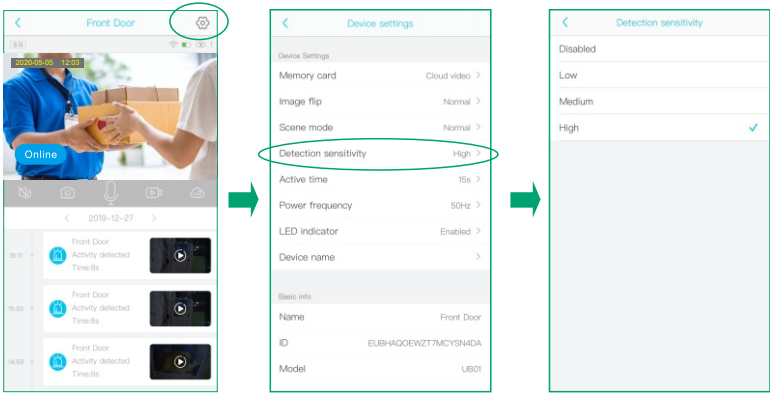 Front Door
2020-05-05 12:03
Online
2019-12-27
15:11
Front Door
Activity detected
Time:8s
15:00
Front Door
Activity detected
Time:8s
14:58
Front Door
Activity detected
Time:8s
Device settings
Device Settings
Memory card Cloud video >
Image flip Normal >
Scene mode Normal >
Detection sensitivity High >
Active time 15s >
Power frequency 50Hz >
LED indicator Enabled >
Device name >
Basic info
Name Front Door
ID EUBHAQOEWZT7MCYSN4DA
Model UB01
Detection sensitivity
Disabled
Low
Medium
High